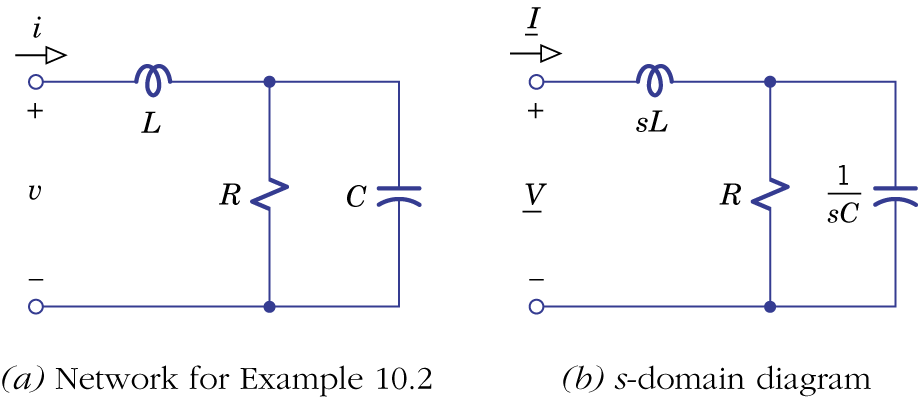 i
L
+
v
R
C
−
(a) Network for Example 10.2
I
sL
+
V
R
1
sC
−
(b) s-domain diagram